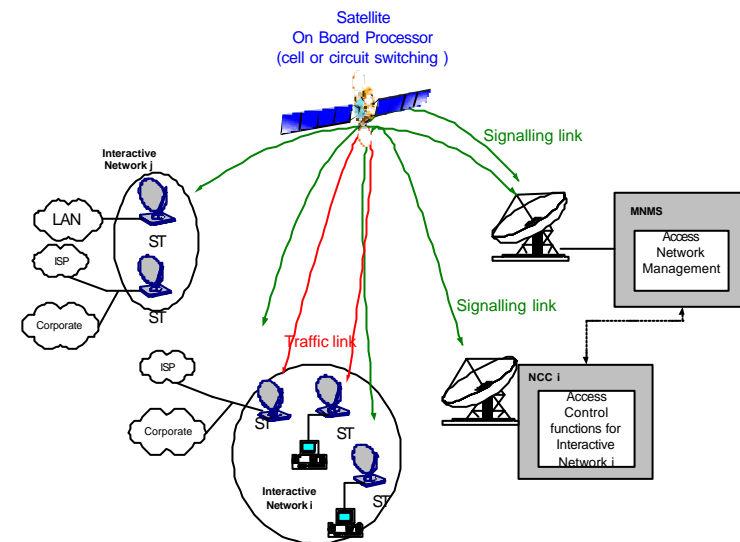 Satellite
On Board Processor
(cell or circuit switching )
Signalling link
Interactive
Network j
LAN
ST
ISP
ST
Corporate
MNMS
Access
Network
Management
Signalling link
Traffic link
ISP
Corporate
ST
ST
ST
Interactive
Network i
NCC i
Access
Control
functions for
Interactive
Network i